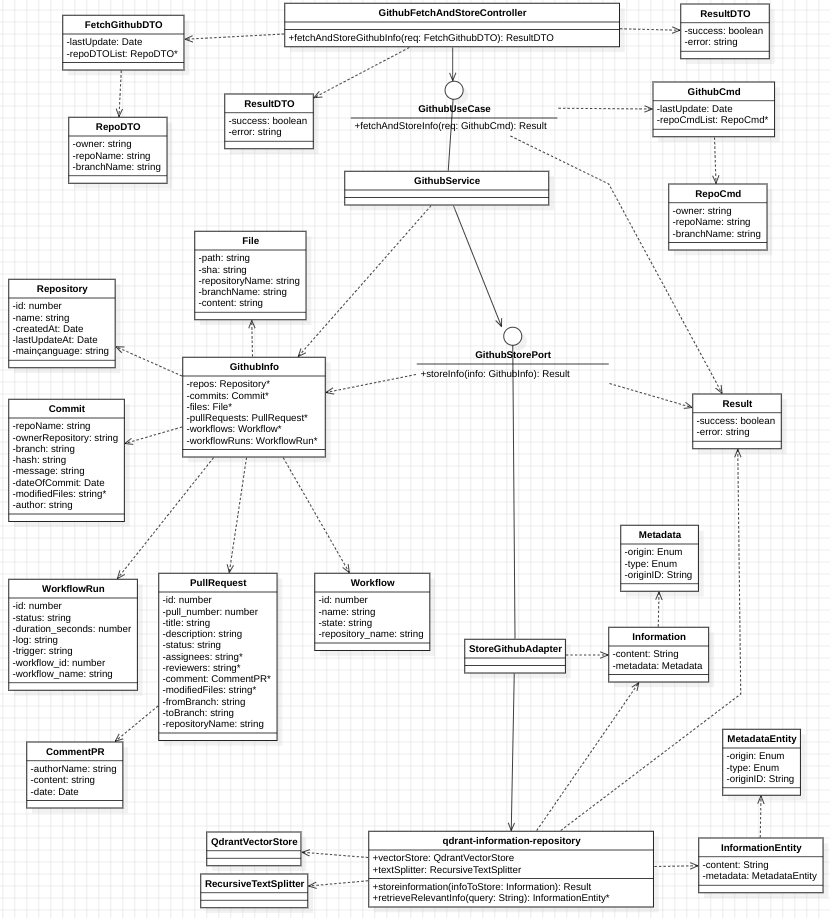 GithubFetchAndStoreController
+fetchAndStoreGithubInfo(req: FetchGithubDTO): ResultDTO
FetchGithubDTO
-lastUpdate: Date
-repoDTOList: RepoDTO*
ResultDTO
-success: boolean
-error: string
RepoDTO
-owner: string
-repoName: string
-branchName: string
ResultDTO
-success: boolean
-error: string
GithubUseCase
+fetchAndStoreInfo(req: GithubCmd): Result
GithubCmd
-lastUpdate: Date
-repoCmdList: RepoCmd*
GithubService
RepoCmd
-owner: string
-repoName: string
-branchName: string
File
-path: string
-sha: string
-repositoryName: string
-branchName: string
-content: string
Repository
-id: number
-name: string
-createdAt: Date
-lastUpdateAt: Date
-mainçanguage: string
GithubInfo
-repos: Repository*
-commits: Commit*
-files: File*
-pullRequests: PullRequest*
-workflows: Workflow*
-workflowRuns: WorkflowRun*
GithubStorePort
+storeInfo(info: GithubInfo): Result
Commit
-repoName: string
-ownerRepository: string
-branch: string
-hash: string
-message: string
-dateOfCommit: Date
-modifiedFiles: string*
-author: string
Result
-success: boolean
-error: string
Metadata
-origin: Enum
-type: Enum
-originID: String
WorkflowRun
-id: number
-status: string
-duration_seconds: number
-log: string
-trigger: string
-workflow_id: number
-workflow_name: string
PullRequest
-id: number
-pull_number: number
-title: string
-description: string
-status: string
-assignees: string*
-reviewers: string*
-comment: CommentPR*
-modifiedFiles: string*
-fromBranch: string
-toBranch: string
-repositoryName: string
Workflow
-id: number
-name: string
-state: string
-repository_name: string
StoreGithubAdapter
Information
-content: String
-metadata: Metadata
CommentPR
-authorName: string
-content: string
-date: Date
MetadataEntity
-origin: Enum
-type: Enum
-originID: String
QdrantVectorStore
RecursiveTextSplitter
qdrant-information-repository
+vectorStore: QdrantVectorStore
+textSplitter: RecursiveTextSplitter
+storeinformation(infoToStore: Information): Result
+retrieveRelevantInfo(query: String): InformationEntity*
InformationEntity
-content: String
-metadata: MetadataEntity